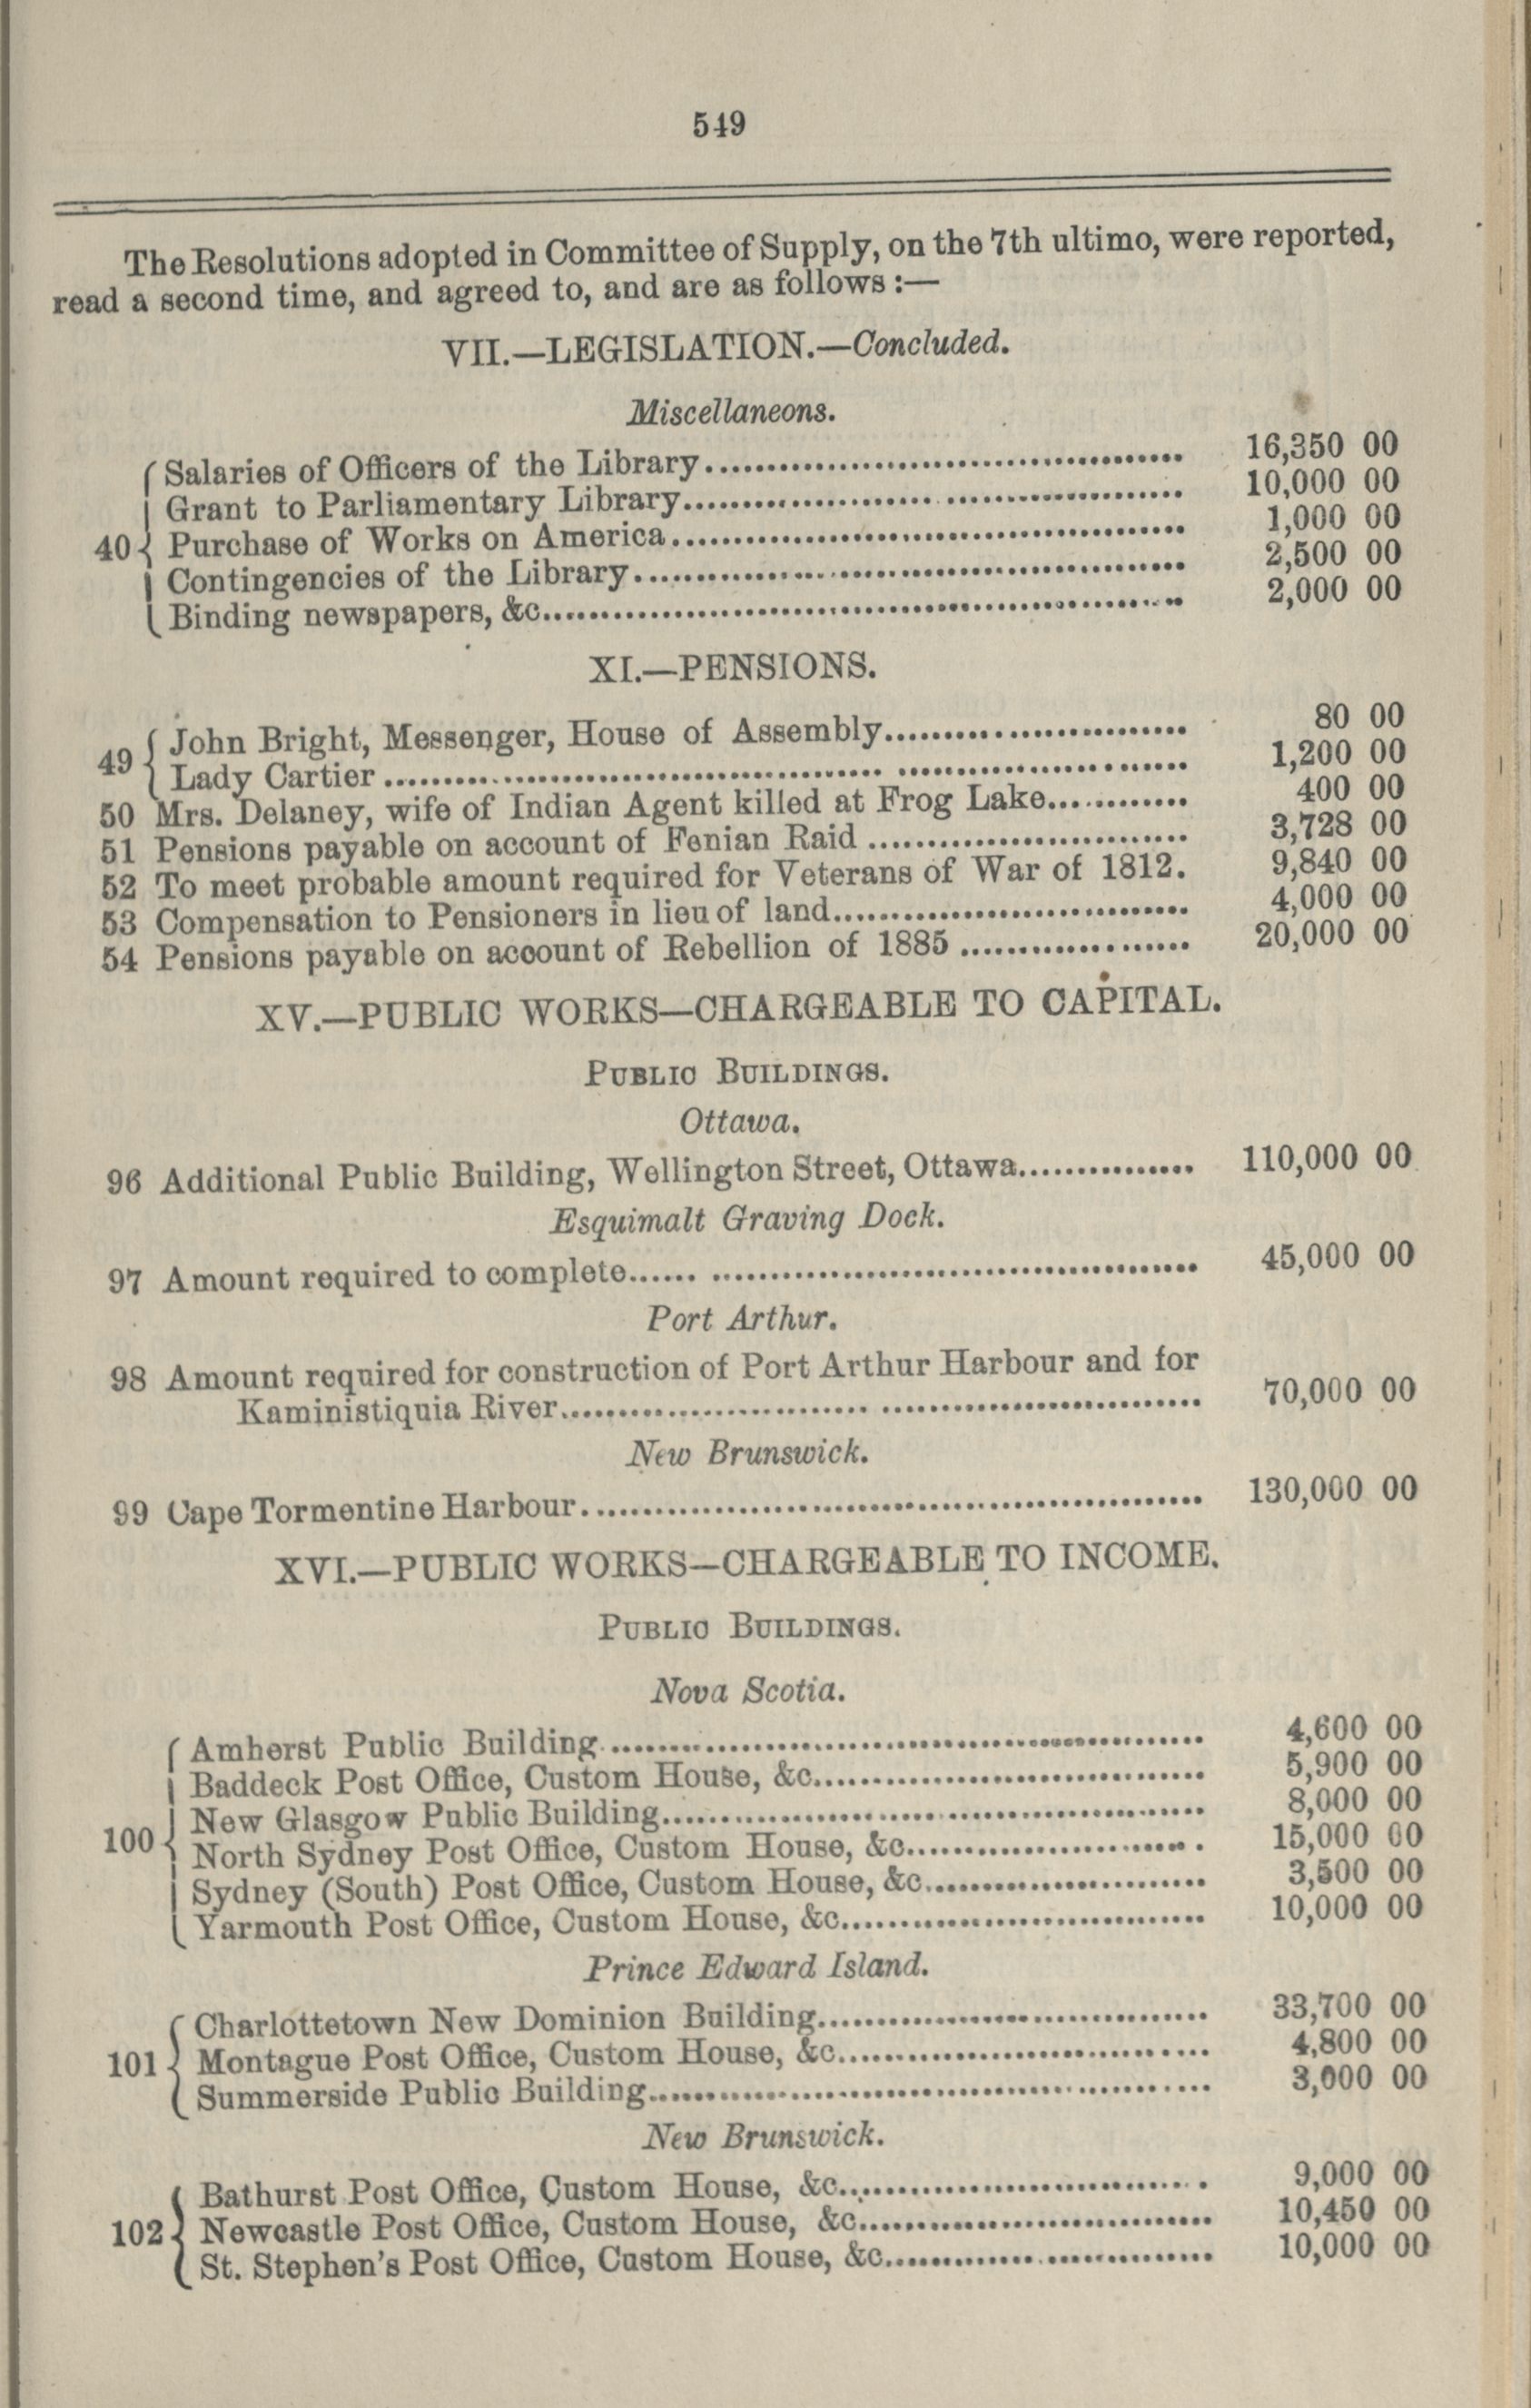 549
The Resolutions adopted in Committee of Supply, on the 7th ultimo, were reported,
read a second time, and agreed to, and are as follows :—
VII.—LEGISLATION.—Concluded.
Miscellaneons.
Salaries of Officers of the Library........................................ 16,350 00
Grant to Parliamentary Library........................................ 10,000 00
40 Purchase of Works on America........................................ 1,000 00
Contingencies of the Library........................................ 2,500 00
Binding newspapers, &c........................................ 2,000 00
XI.—PENSIONS.
49 John Bright, Messenger, House of Assembly......................... 80 00
Lady Cartier ........................................ 1,200 00
50 Mrs. Delaney, wife of Indian Agent killed at Frog Lake............. 400 00
51 Pensions payable on account of Fenian Raid ......................... 3,728 00
52 To meet probable amount required for Veterans of War of 1812. 9,840 00
53 Compensation to Pensioners in lieu of land.............................. 4,000 00
54 Pensions payable on account of Rebellion of 1885 ................... 20,000 00
XV.—PUBLIC WORKS—CHARGEABLE TO CAPITAL.
PUBLIC BUILDINGS.
Ottawa.
96 Additional Public Building, Wellington Street, Ottawa............... 110,000 00
Esquimalt Graving Dock.
97 Amount required to complete........................................ 45,000 00
Port Arthur.
98 Amount required for construction of Port Arthur Harbour and for
Kaministiquia River........................................ 70,000 00
New Brunswick.
99 Cape Tormentine Harbour........................................ 130,000 00
XVI.—PUBLIC WORKS—CHARGEABLE TO INCOME.
PUBLIC BUILDINGS.
Nova Scotia.
Amherst Public Building........................................ 4,600 00
Baddeck Post Office, Custom House, &c................................ 5,900 00
New Glasgow Public Building........................................ 8,000 00
100 North Sydney Post Office, Custom House, &c......................... 15,000 00
Sydney (South) Post Office, Custom House, &c....................... 3,500 00
Yarmouth Post Office, Custom House, &c.............................. 10,000 00
Prince Edward Island.
Charlottetown New Dominion Building................................ 33,700 00
101 Montague Post Office, Custom House, &c.............................. 4,800 00
Summerside Public Building........................................ 3,000 00
New Brunswick.
Bathurst Post Office, Custom House, &c.............................. 9,000 00
102 Newcastle Post Office, Custom House, &c............................. 10,450 00
St. Stephen's Post Office, Custom House, &c........................... 10,000 00